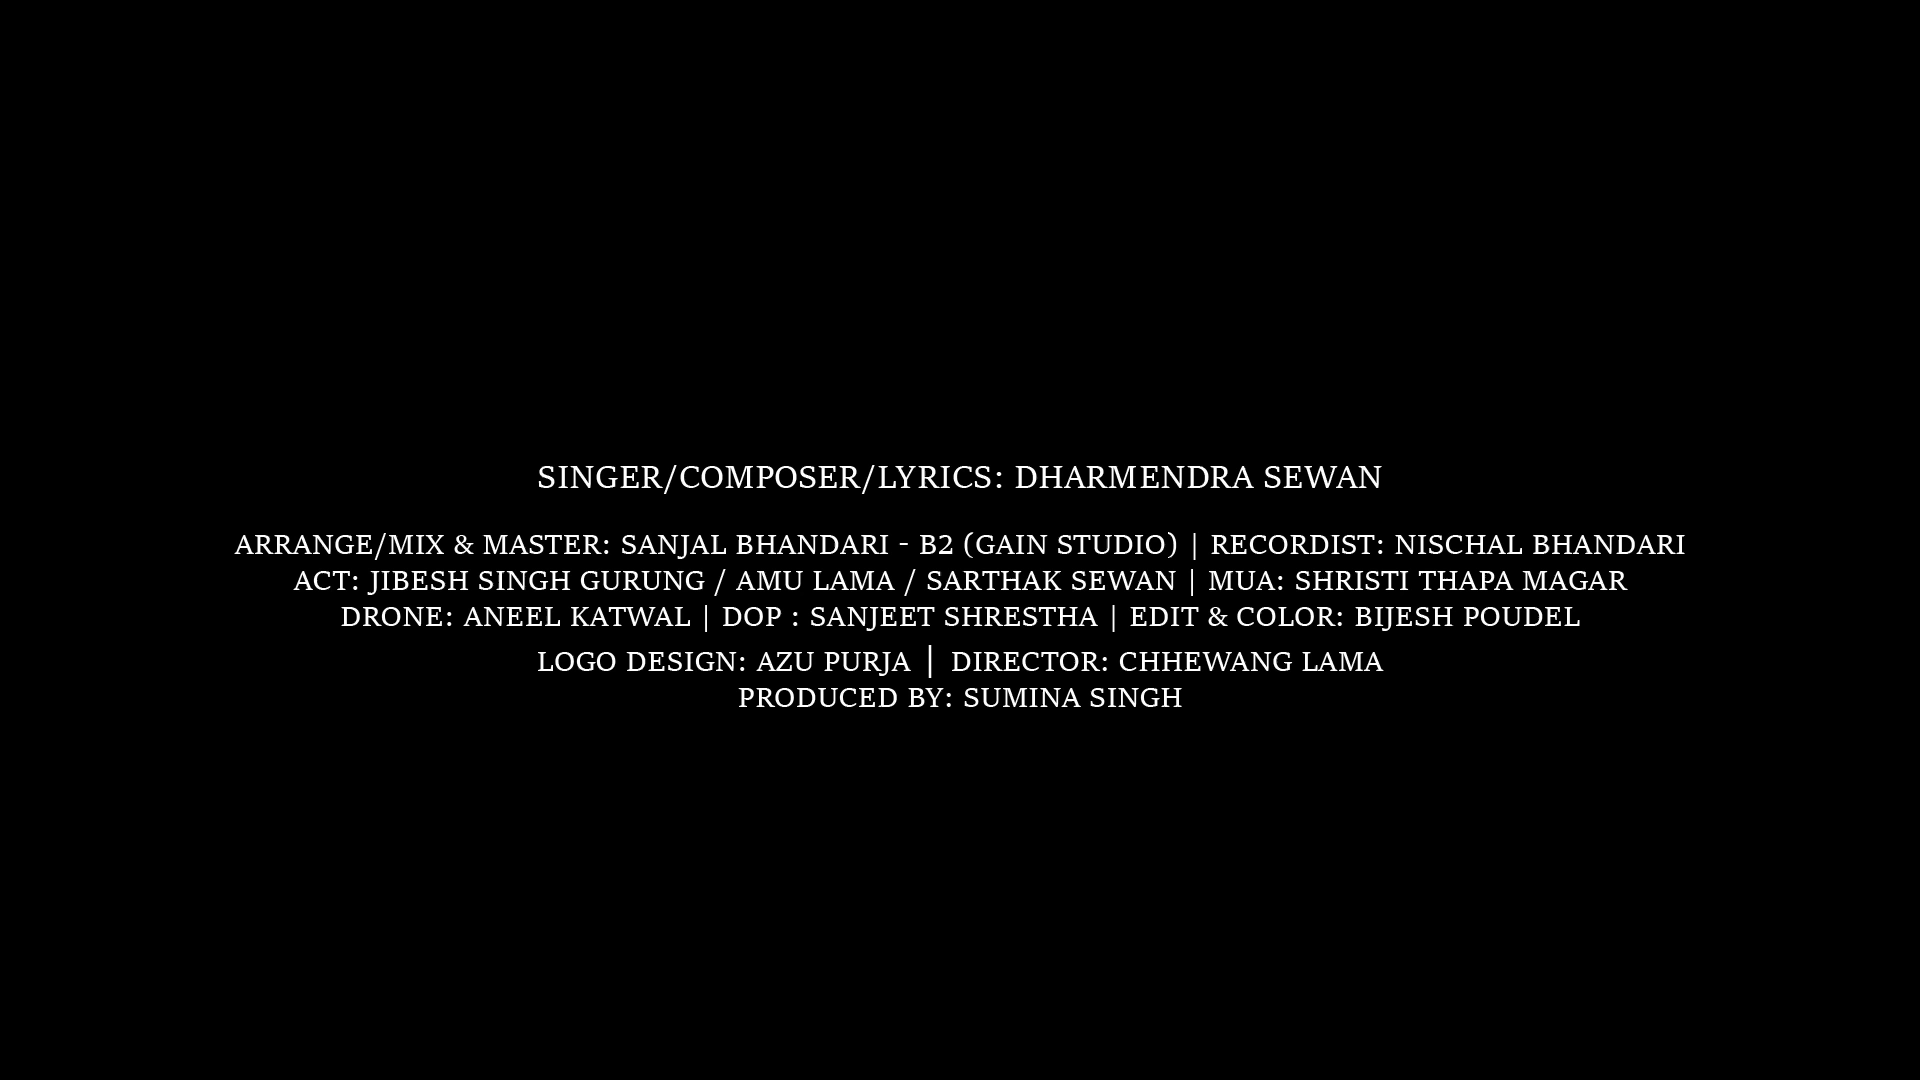 SINGER/COMPOSER/LYRICS: DHARMENDRA SEWAN
ARRANGE/MIX & MASTER: SANJAL BHANDARI - B2 (GAIN STUDIO) | RECORDIST: NISCHAL BHANDARI
ACT: JIBESH SINGH GURUNG / AMU LAMA / SARTHAK SEWAN | MUA: SHRISTI THAPA MAGAR
DRONE: ANEEL KATWAL | DOP : SANJEET SHRESTHA | EDIT & COLOR: BIJESH POUDEL
LOGO DESIGN: AZU PURJA | DIRECTOR: CHHEWANG LAMA
PRODUCED BY: SUMINA SINGH